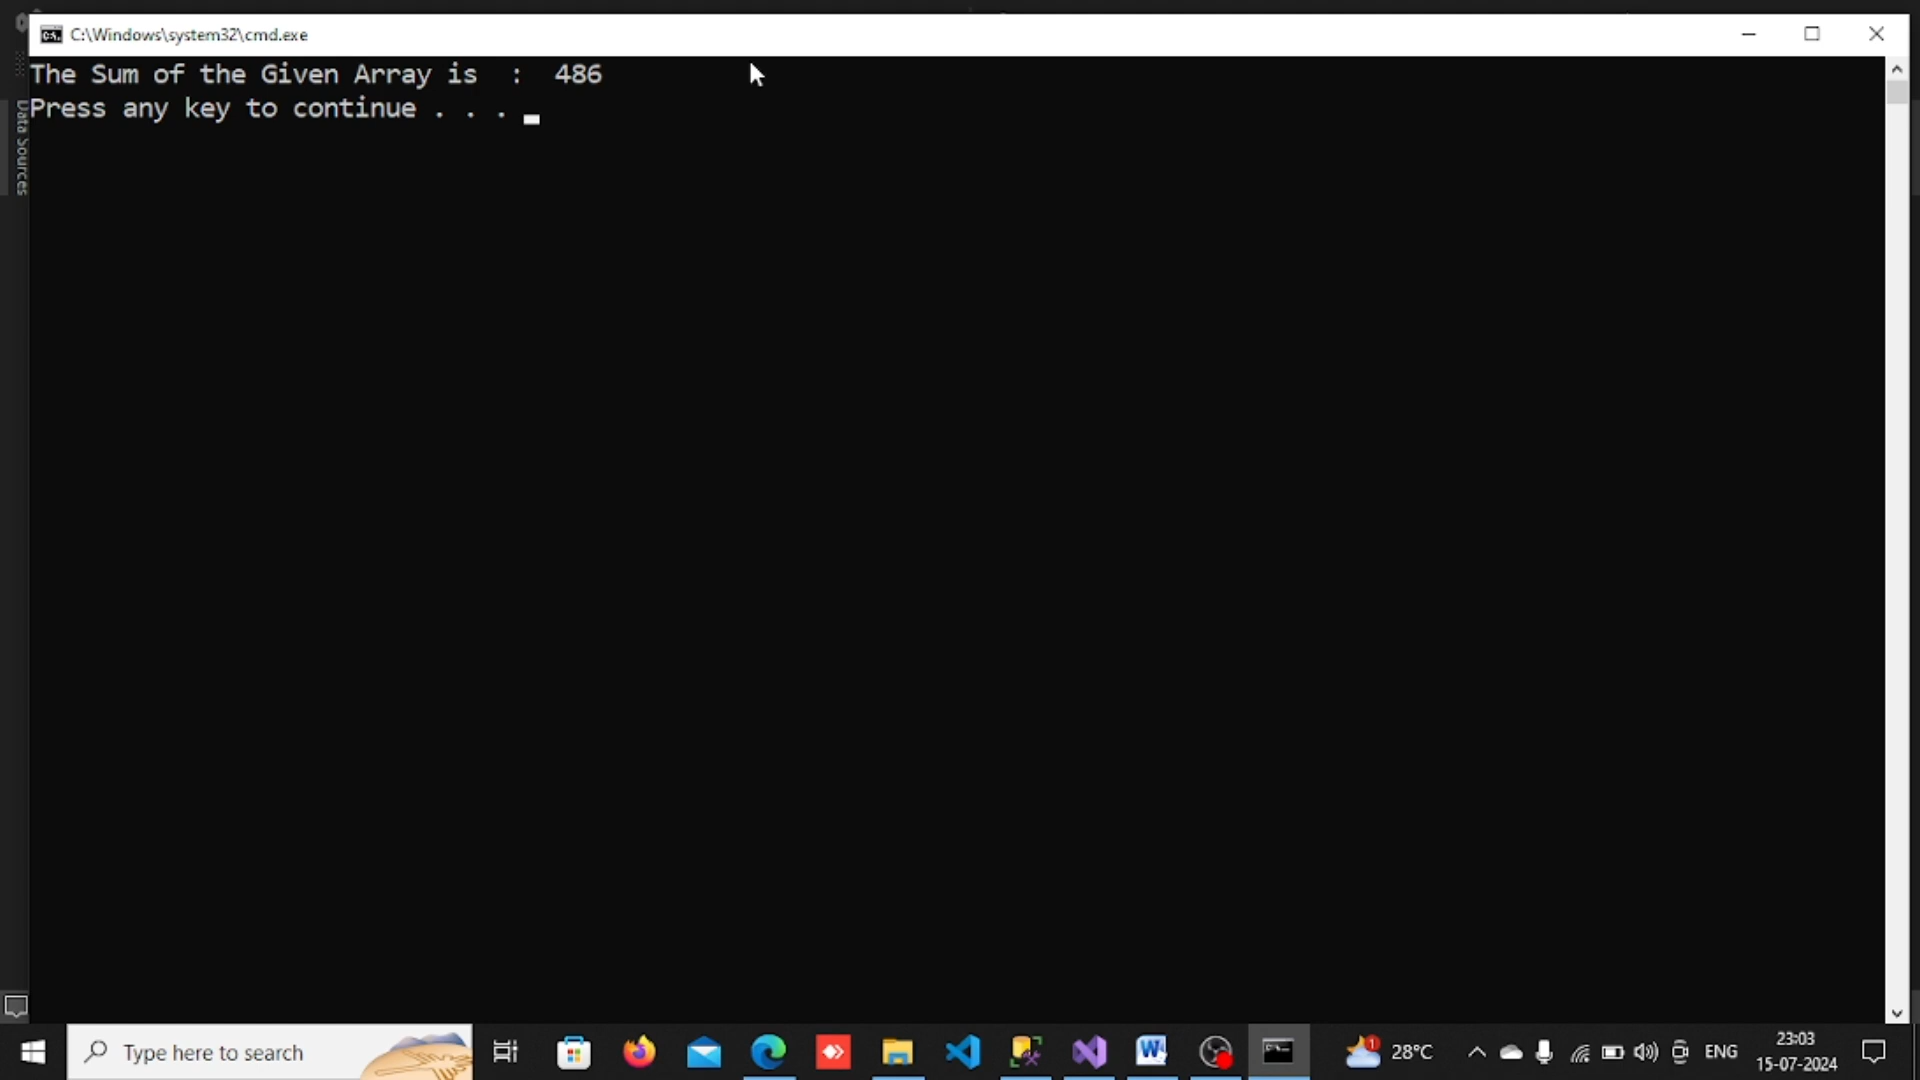 C:\Windows\system32\cmd.exe
The Sum of the Given Array is  :  486
Press any key to continue . . .
Data Sources
Type here to search
28°C
ENG
23:03
15-07-2024